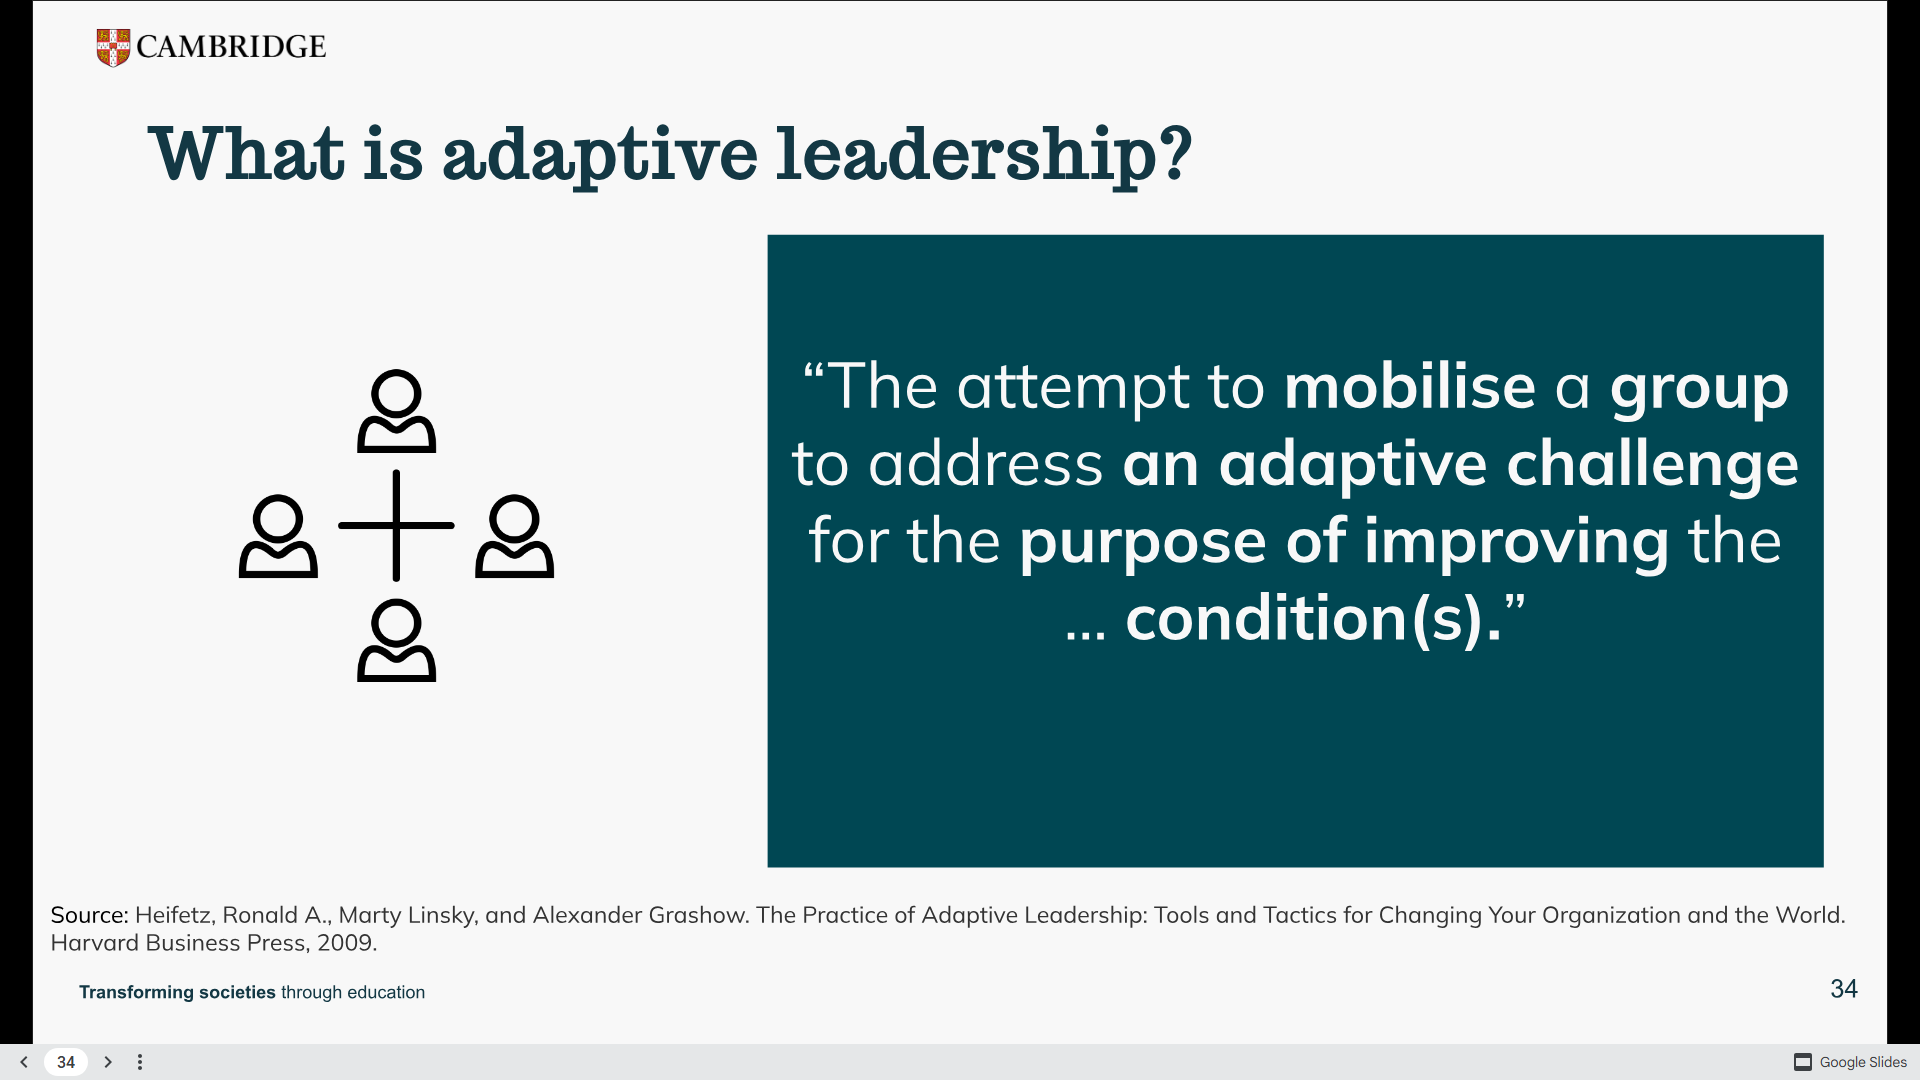 CAMBRIDGE
What is adaptive leadership?
“The attempt to mobilise a group
to address an adaptive challenge
for the purpose of improving the
... condition(s).”
Source: Heifetz, Ronald A., Marty Linsky, and Alexander Grashow. The Practice of Adaptive Leadership: Tools and Tactics for Changing Your Organization and the World.
Harvard Business Press, 2009.
Transforming societies through education
34
34
Google Slides